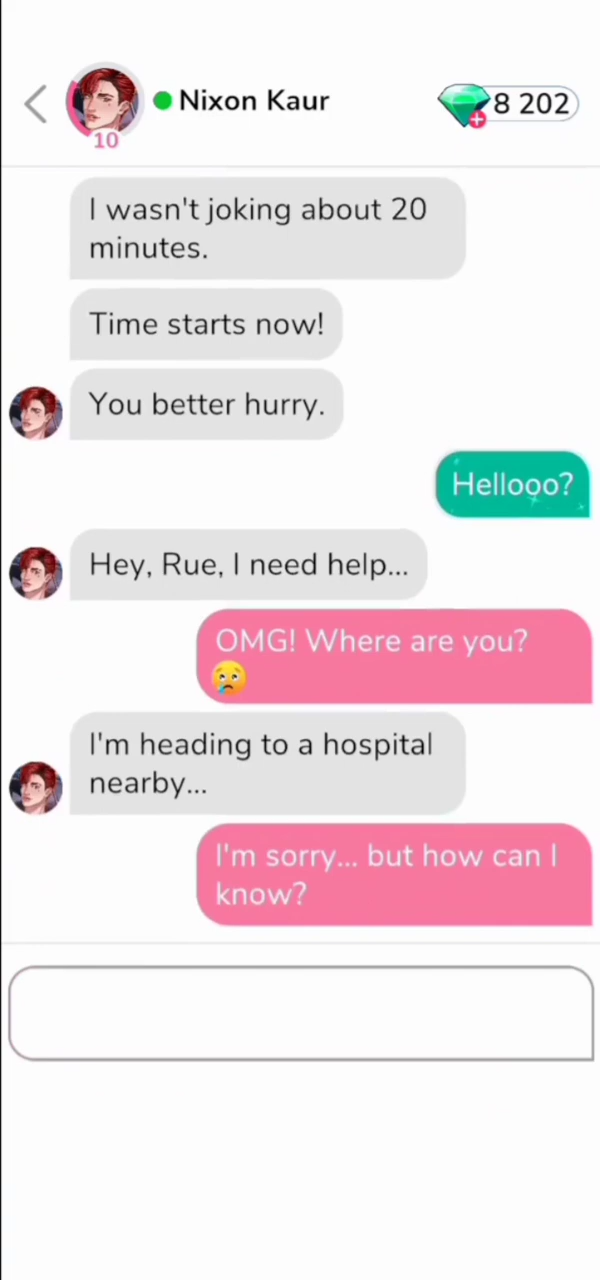 Nixon Kaur
8 202
10
I wasn't joking about 20
minutes.
Time starts now!
You better hurry.
Hellooo?
Hey, Rue, I need help...
OMG! Where are you?
😢
I'm heading to a hospital
nearby...
I'm sorry... but how can I
know?